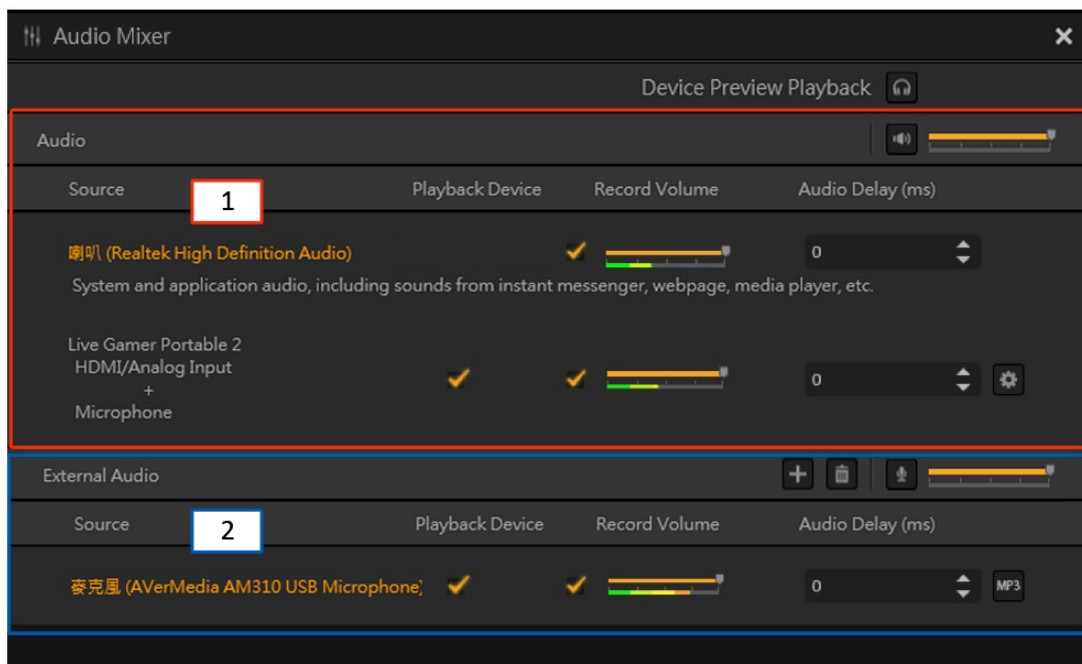 Audio Mixer
Device Preview Playback
Audio
Source 1 Playback Device Record Volume Audio Delay (ms)
喇叭 (Realtek High Definition Audio) 0
System and application audio, including sounds from instant messenger, webpage, media player, etc.
Live Gamer Portable 2
HDMI/Analog Input
+
Microphone
0
External Audio
Source 2 Playback Device Record Volume Audio Delay (ms)
麥克風 (AVerMedia AM310 USB Microphone) 0 MP3